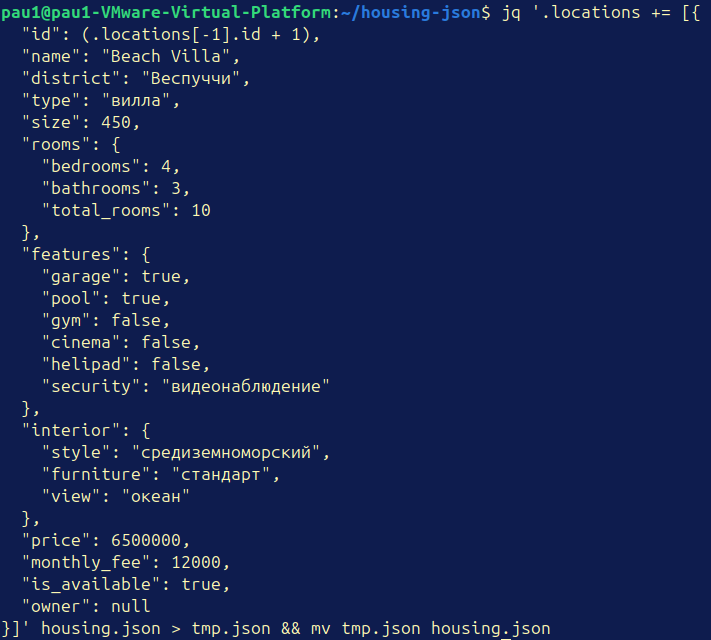 pau1@pau1-VMware-Virtual-Platform:~/housing-json$ jq '.locations += [{
  "id": (.locations[-1].id + 1),
  "name": "Beach Villa",
  "district": "Веспуччи",
  "type": "вилла",
  "size": 450,
  "rooms": {
    "bedrooms": 4,
    "bathrooms": 3,
    "total_rooms": 10
  },
  "features": {
    "garage": true,
    "pool": true,
    "gym": false,
    "cinema": false,
    "helipad": false,
    "security": "видеонаблюдение"
  },
  "interior": {
    "style": "средиземноморский",
    "furniture": "стандарт",
    "view": "океан"
  },
  "price": 6500000,
  "monthly_fee": 12000,
  "is_available": true,
  "owner": null
}]' housing.json > tmp.json && mv tmp.json housing.json